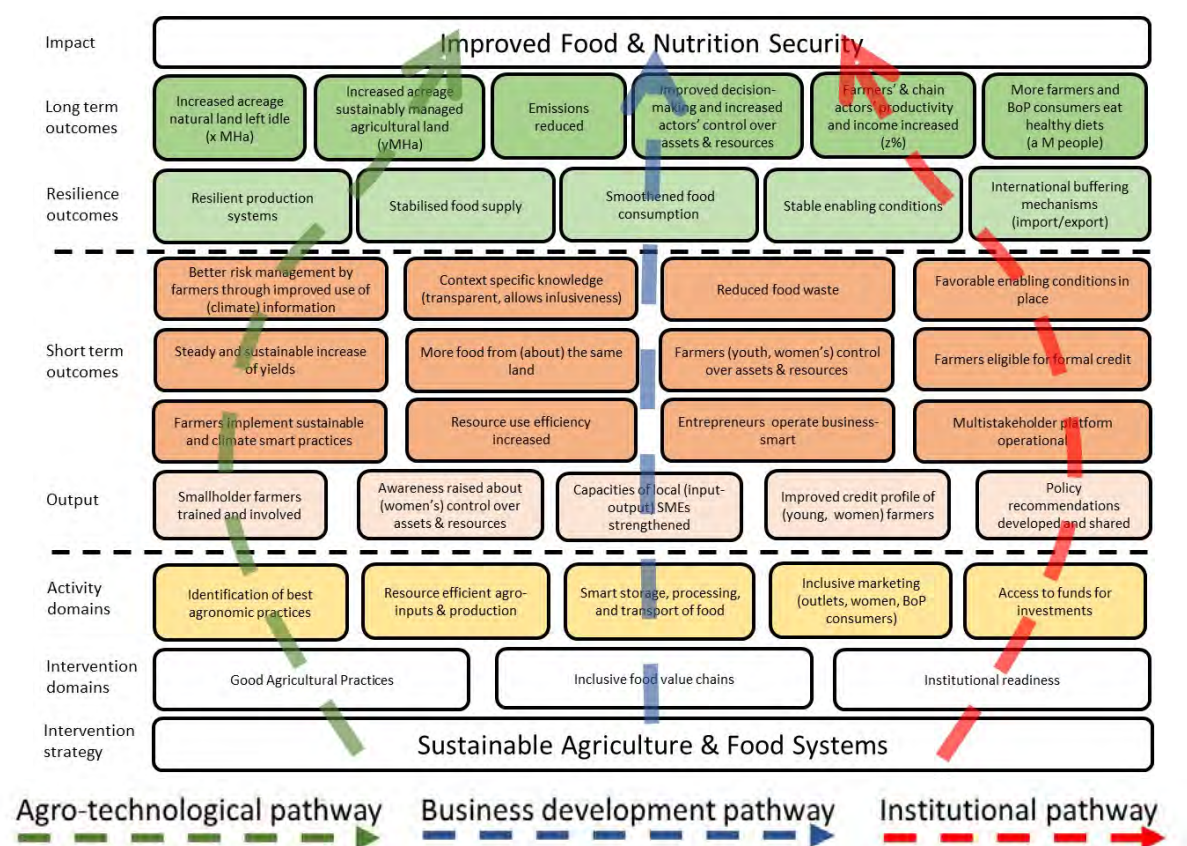 Impact
Improved Food & Nutrition Security
Long term
outcomes
Increased acreage
natural land left idle
(x MHa)
Increased acreage
sustainably managed
agricultural land
(yMHa)
Emissions
reduced
Improved decision-
making and increased
actors' control over
assets & resources
Farmers' & chain
actors' productivity
and income increased
(z%)
More farmers and
BoP consumers eat
healthy diets
(a M people)
Resilience
outcomes
Resilient production
systems
Stabilised food supply
Smoothened food
consumption
Stable enabling conditions
International buffering
mechanisms
(import/export)
Short term
outcomes
Better risk management by
farmers through improved use of
(climate) information
Context specific knowledge
(transparent, allows inlusiveness)
Reduced food waste
Favorable enabling conditions in
place
Steady and sustainable increase
of yields
More food from (about) the same
land
Farmers (youth, women's) control
over assets & resources
Farmers eligible for formal credit
Farmers implement sustainable
and climate smart practices
Resource use efficiency
increased
Entrepreneurs operate business-
smart
Multistakeholder platform
operational
Output
Smallholder farmers
trained and involved
Awareness raised about
(women's) control over
assets & resources
Capacities of local (input-
output) SMEs
strengthened
Improved credit profile of
(young, women) farmers
Policy
recommendations
developed and shared
Activity
domains
Identification of best
agronomic practices
Resource efficient agro-
inputs & production
Smart storage, processing,
and transport of food
Inclusive marketing
(outlets, women, BoP
consumers)
Access to funds for
investments
Intervention
domains
Good Agricultural Practices
Inclusive food value chains
Institutional readiness
Intervention
strategy
Sustainable Agriculture & Food Systems
Agro-technological pathway
Business development pathway
Institutional pathway